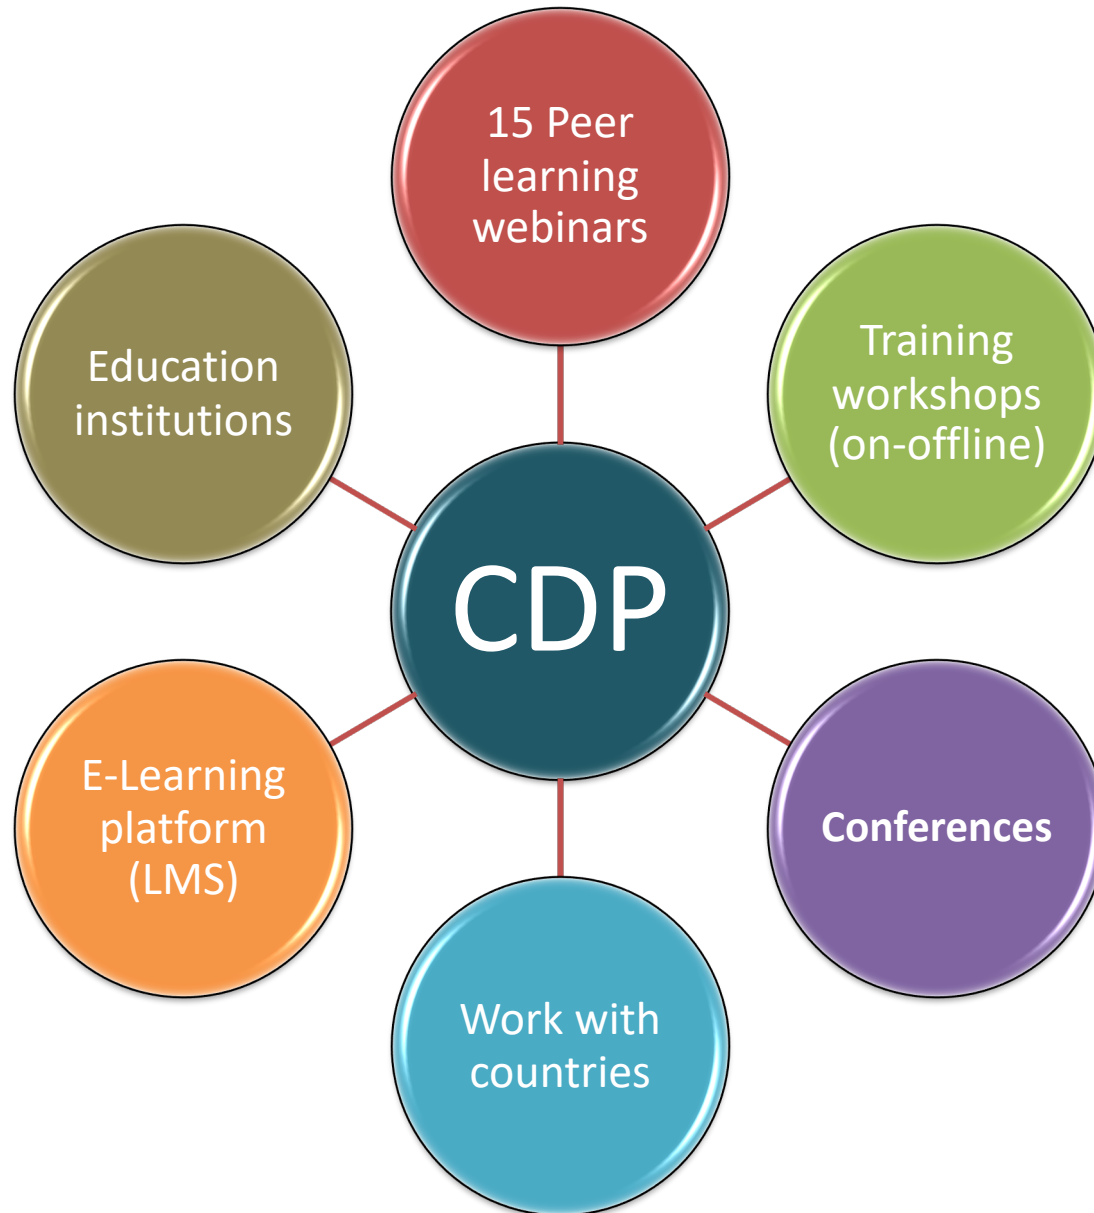 15 Peer
learning
webinars
Training
workshops
(on-offline)
Conferences
Work with
countries
E-Learning
platform
(LMS)
Education
institutions
CDP